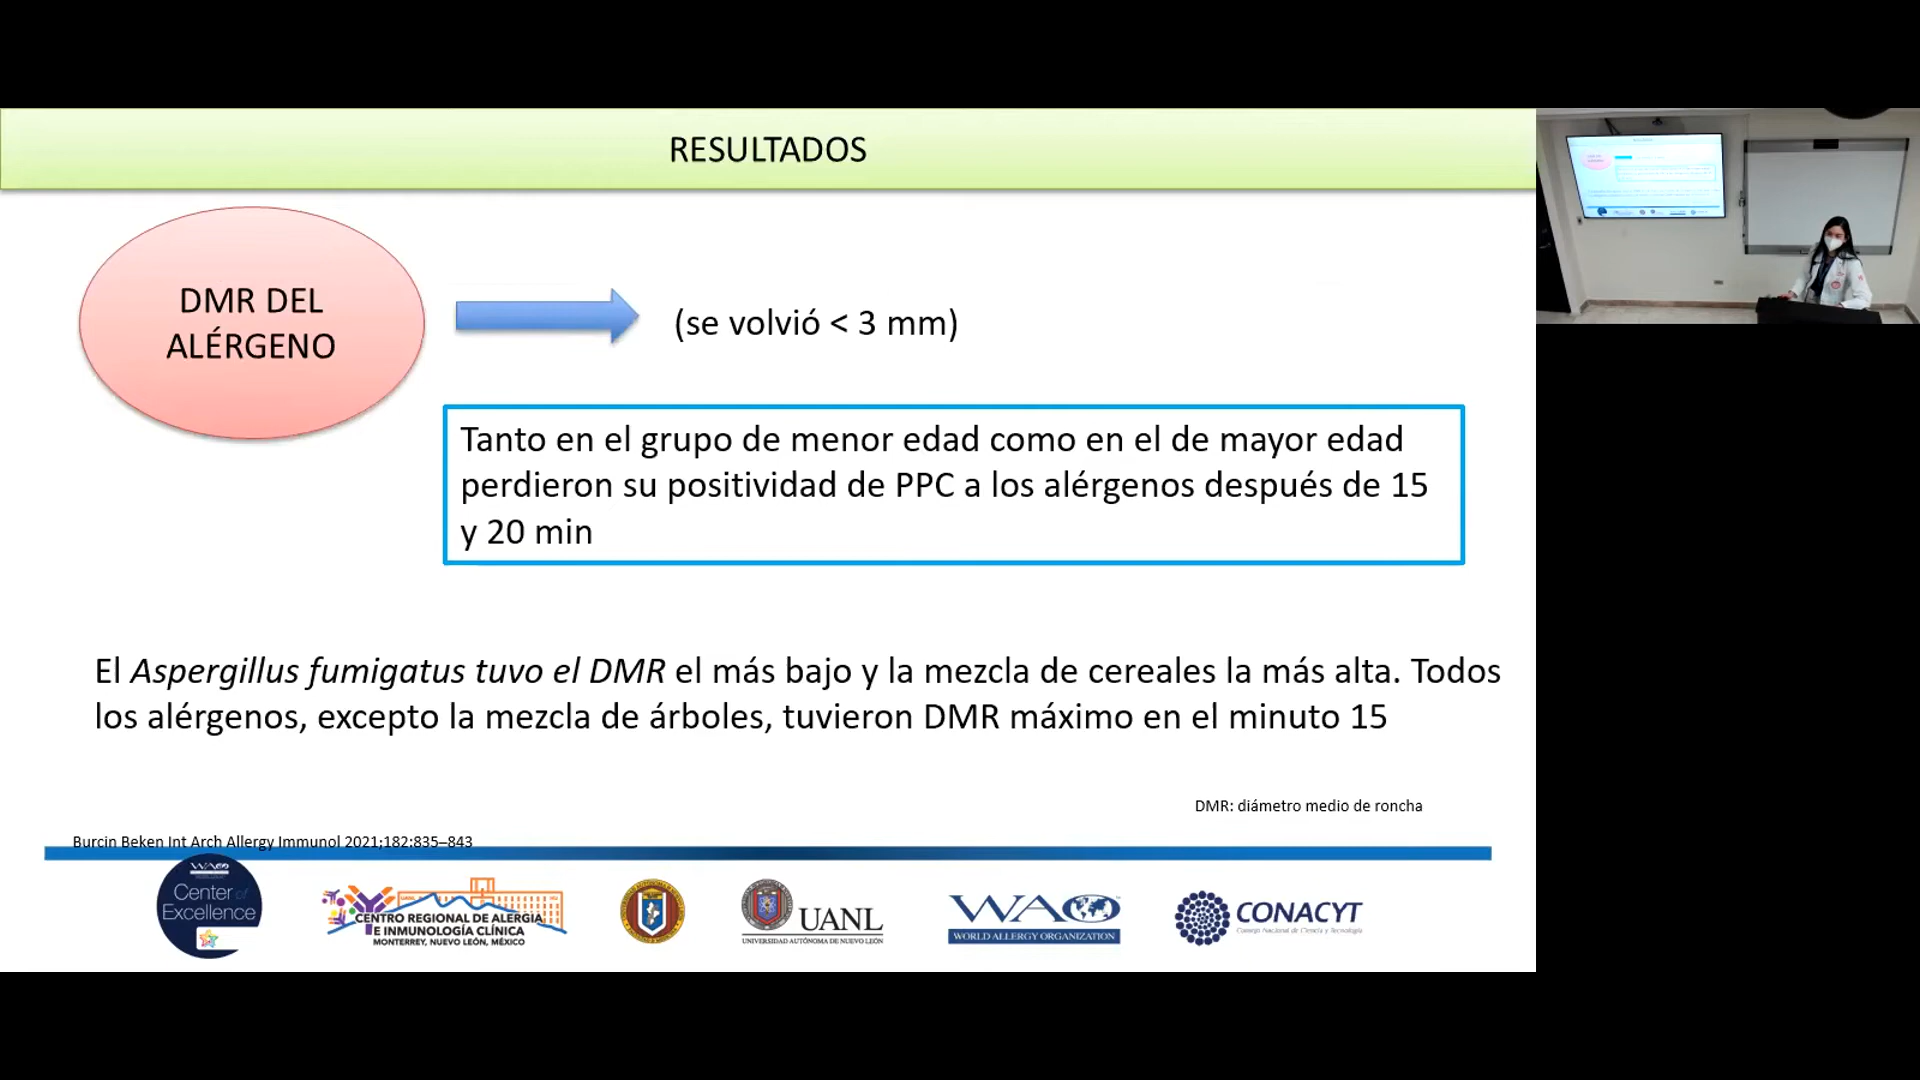 RESULTADOS
DMR DEL
ALÉRGENO
(se volvió < 3 mm)
Tanto en el grupo de menor edad como en el de mayor edad
perdieron su positividad de PPC a los alérgenos después de 15
y 20 min
El Aspergillus fumigatus tuvo el DMR el más bajo y la mezcla de cereales la más alta. Todos
los alérgenos, excepto la mezcla de árboles, tuvieron DMR máximo en el minuto 15
DMR: diámetro medio de roncha
Burcin Beken Int Arch Allergy Immunol 2021;182:835–843
WAO
Center of
Excellence
CENTRO REGIONAL DE ALERGIA
E INMUNOLOGÍA CLÍNICA
MONTERREY, NUEVO LEÓN, MÉXICO
UANL
UNIVERSIDAD AUTÓNOMA DE NUEVO LEÓN
WAO
WORLD ALLERGY ORGANIZATION
CONACYT
Consejo Nacional de Ciencia y Tecnología